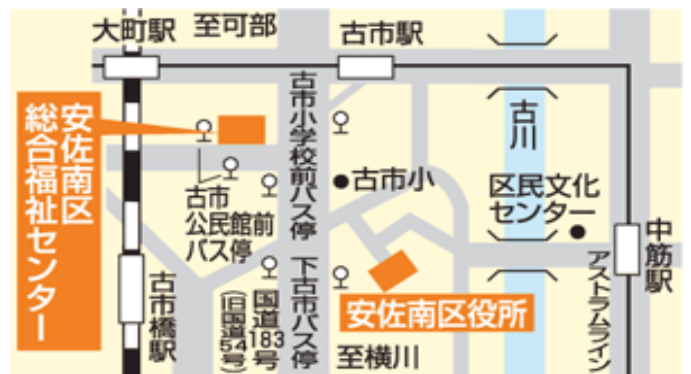 大町駅
至可部
古市駅
安佐南区
総合福祉センター
古市小学校前バス停
古川
古市
公民館前
バス停
古市小
区民文化
センター
中筋駅
アストラムライン
古市橋駅
国道183号
(旧国道54号)
下古市バス停
安佐南区役所
至横川